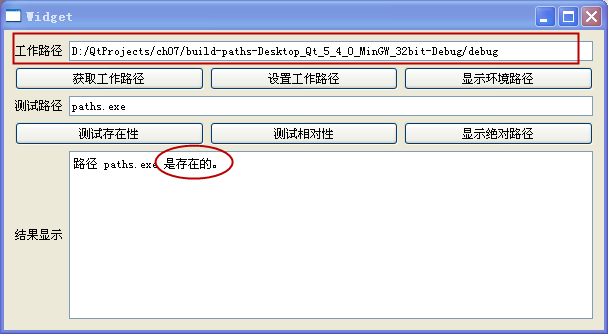 Widget
工作路径 D:/QtProjects/ch07/build-paths-Desktop_Qt_5_4_0_MinGW_32bit-Debug/debug
获取工作路径 设置工作路径 显示环境路径
测试路径 paths.exe
测试存在性 测试相对性 显示绝对路径
路径 paths.exe 是存在的。
结果显示